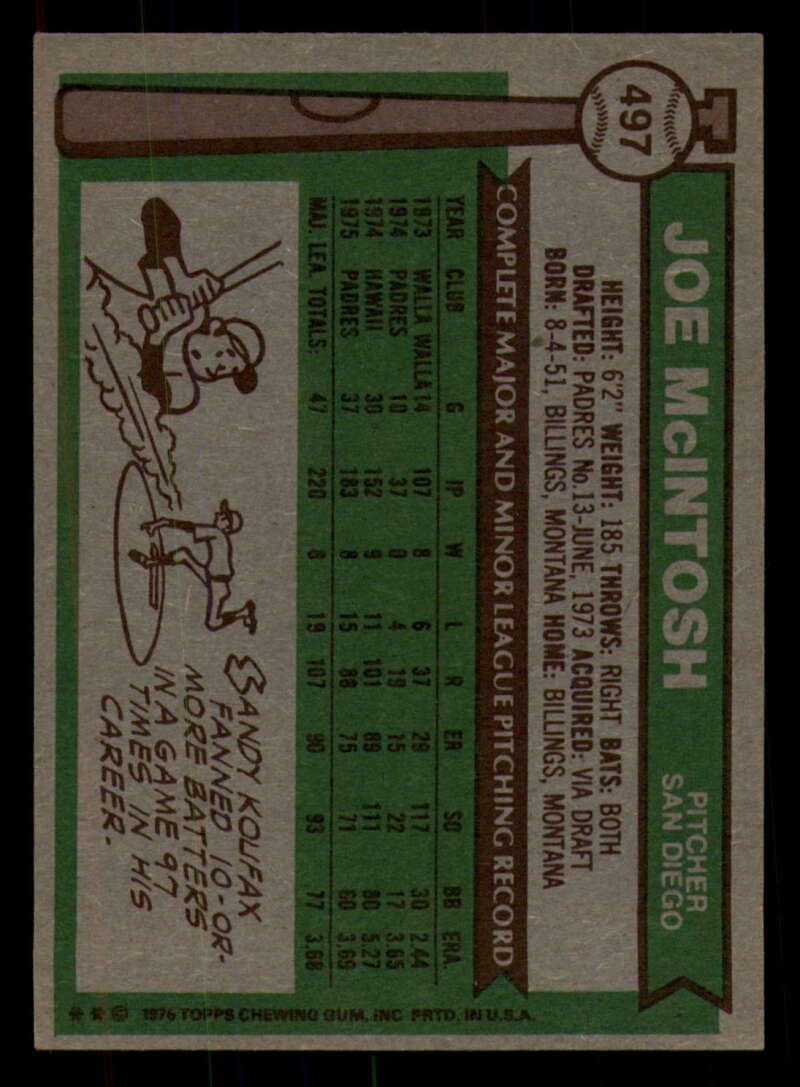 497
JOE McINTOSH
PITCHER
SAN DIEGO
HEIGHT: 6'2" WEIGHT: 185 THROWS: RIGHT BATS: BOTH
DRAFTED: PADRES No.13-JUNE, 1973 ACQUIRED: VIA DRAFT
BORN: 8-4-51, BILLINGS, MONTANA HOME: BILLINGS, MONTANA
COMPLETE MAJOR AND MINOR LEAGUE PITCHING RECORD
YEAR CLUB G IP W L R ER SO BB ERA.
1973 WALLA WALLA 14 107 8 6 37 29 117 30 2.44
1974 PADRES 10 37 0 4 19 15 22 17 3.65
1974 HAWAII 30 152 9 11 101 89 111 80 5.27
1975 PADRES 37 183 8 15 88 75 71 60 3.69
MAJ. LEA. TOTALS: 47 220 8 19 107 90 93 77 3.68
SANDY KOUFAX
FANNED 10-OR-
MORE BATTERS
IN A GAME 97
TIMES IN HIS
CAREER.
* * © 1976 TOPPS CHEWING GUM, INC. PRTD. IN U.S.A.